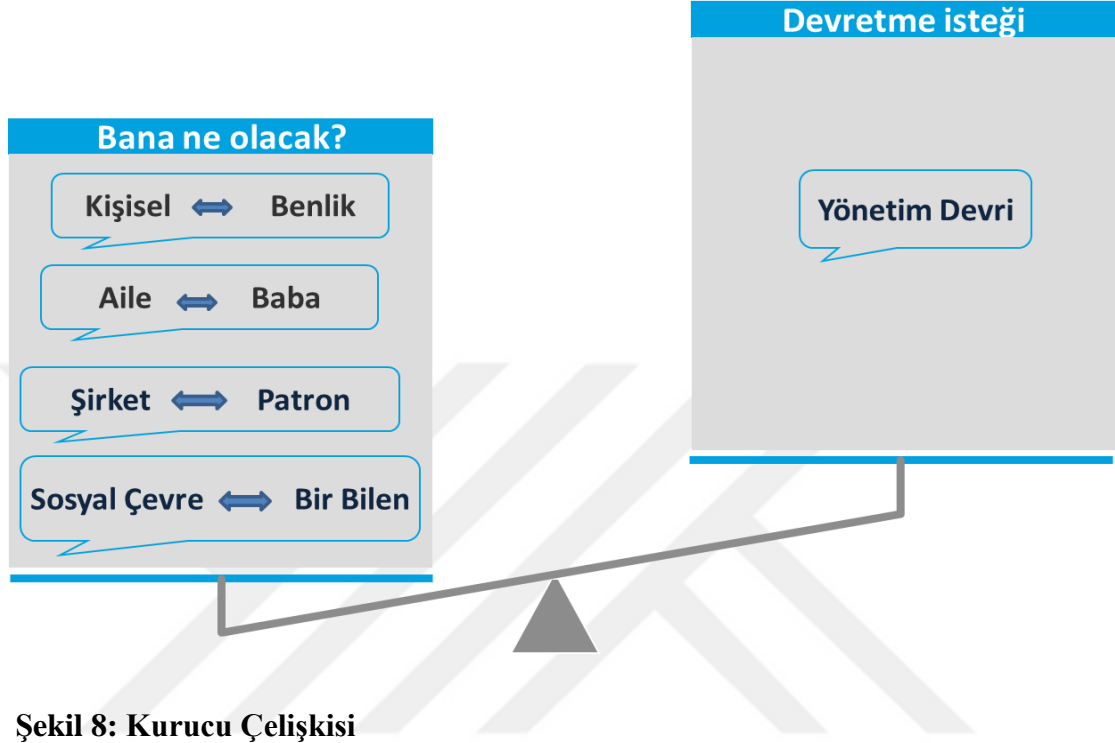 Devretme isteği
Yönetim Devri
Bana ne olacak?
Kişisel Benlik
Aile Baba
Şirket Patron
Sosyal Çevre Bir Bilen
Şekil 8: Kurucu Çelişkisi